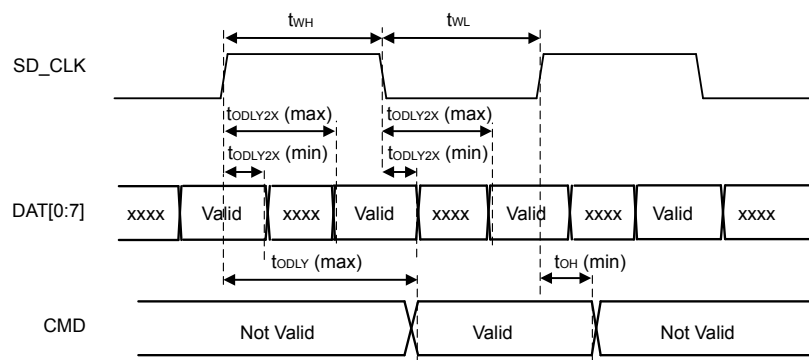 tWH tWL
SD_CLK
tODLY2X (max) tODLY2X (max)
tODLY2X (min) tODLY2X (min)
DAT[0:7] xxxx Valid xxxx Valid xxxx Valid xxxx Valid xxxx
tODLY (max) tOH (min)
CMD Not Valid Valid Not Valid